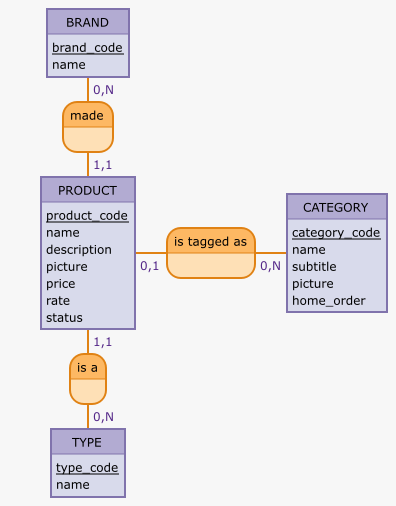 BRAND
brand_code
name
0,N
made
1,1
PRODUCT
product_code
name
description
picture
price
rate
status
0,1
is tagged as
0,N
CATEGORY
category_code
name
subtitle
picture
home_order
1,1
is a
0,N
TYPE
type_code
name